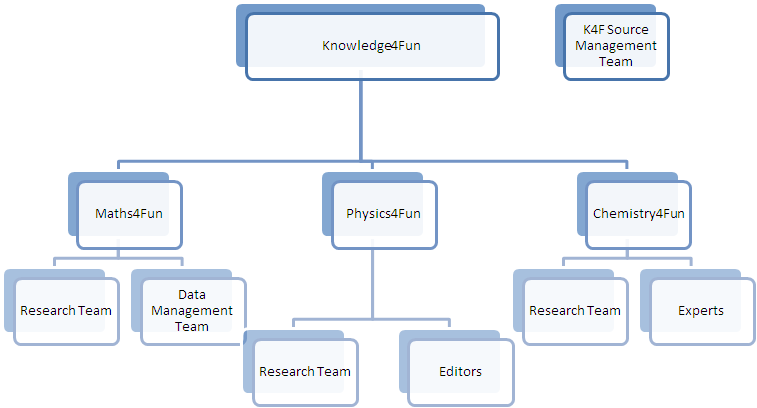 Knowledge4Fun
K4F Source
Management
Team
Maths4Fun
Physics4Fun
Chemistry4Fun
Research Team
Data
Management
Team
Research Team
Experts
Research Team
Editors